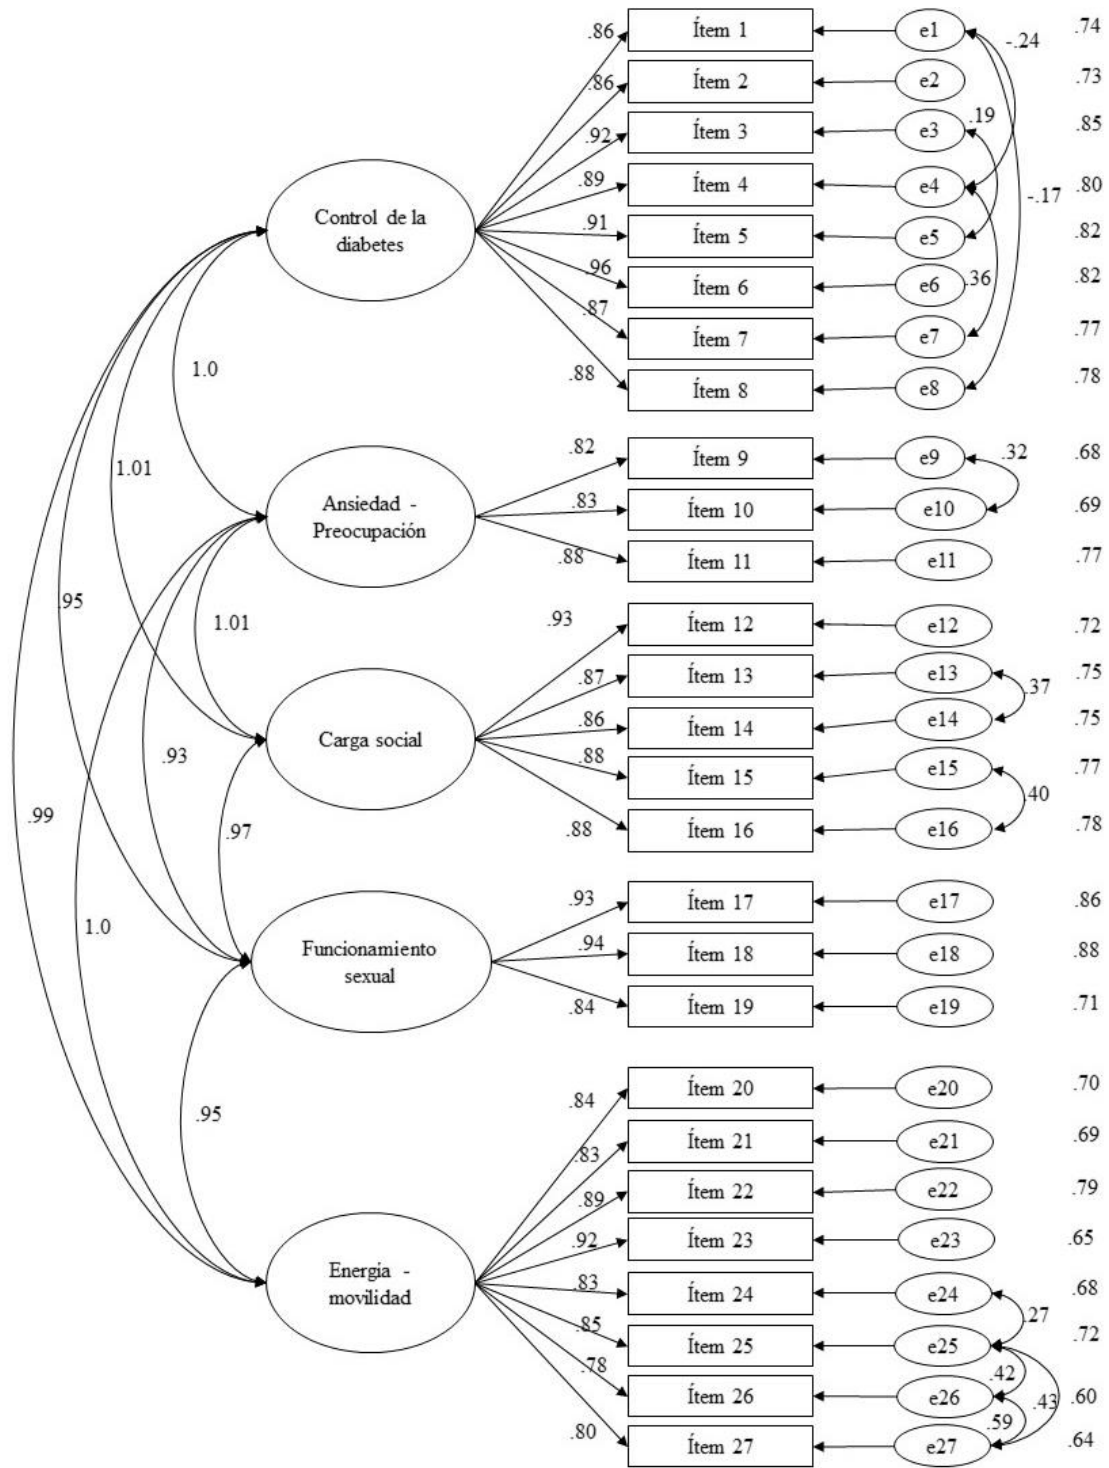 .86 Ítem 1 e1 .74
-.24
.86 Ítem 2 e2 .73
.92 Ítem 3 e3 .19 .85
.89 Ítem 4 e4 -.17 .80
Control de la
diabetes
.91 Ítem 5 e5 .82
.96 Ítem 6 e6 .36 .82
.87 Ítem 7 e7 .77
.88 Ítem 8 e8 .78
1.0
1.01
.82 Ítem 9 e9 .32 .68
Ansiedad -
Preocupación
.83 Ítem 10 e10 .69
.88 Ítem 11 e11 .77
.95
1.01
.93 Ítem 12 e12 .72
.87 Ítem 13 e13 .37 .75
Carga social
.86 Ítem 14 e14 .75
.88 Ítem 15 e15 .40 .77
.88 Ítem 16 e16 .78
.93
.97
.99
.93 Ítem 17 e17 .86
Funcionamiento
sexual
.94 Ítem 18 e18 .88
.84 Ítem 19 e19 .71
1.0
.95
.84 Ítem 20 e20 .70
.83 Ítem 21 e21 .69
.89 Ítem 22 e22 .79
.92 Ítem 23 e23 .65
Energia -
movilidad
.83 Ítem 24 e24 .27 .68
.85 Ítem 25 e25 .72
.42
.78 Ítem 26 e26 .43 .60
.59
.80 Ítem 27 e27 .64